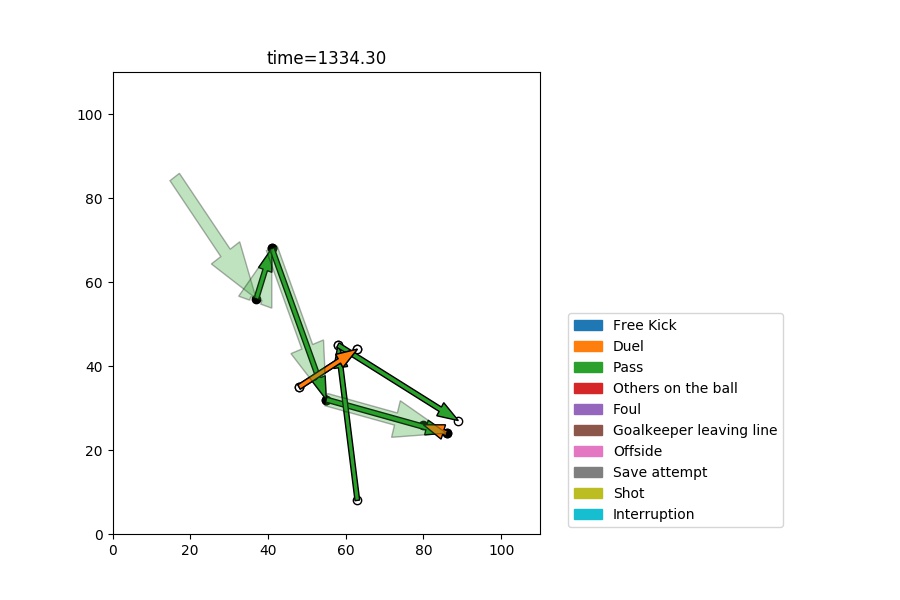 time=1334.30
100
80
60
40
20
0
0 20 40 60 80 100
Free Kick
Duel
Pass
Others on the ball
Foul
Goalkeeper leaving line
Offside
Save attempt
Shot
Interruption